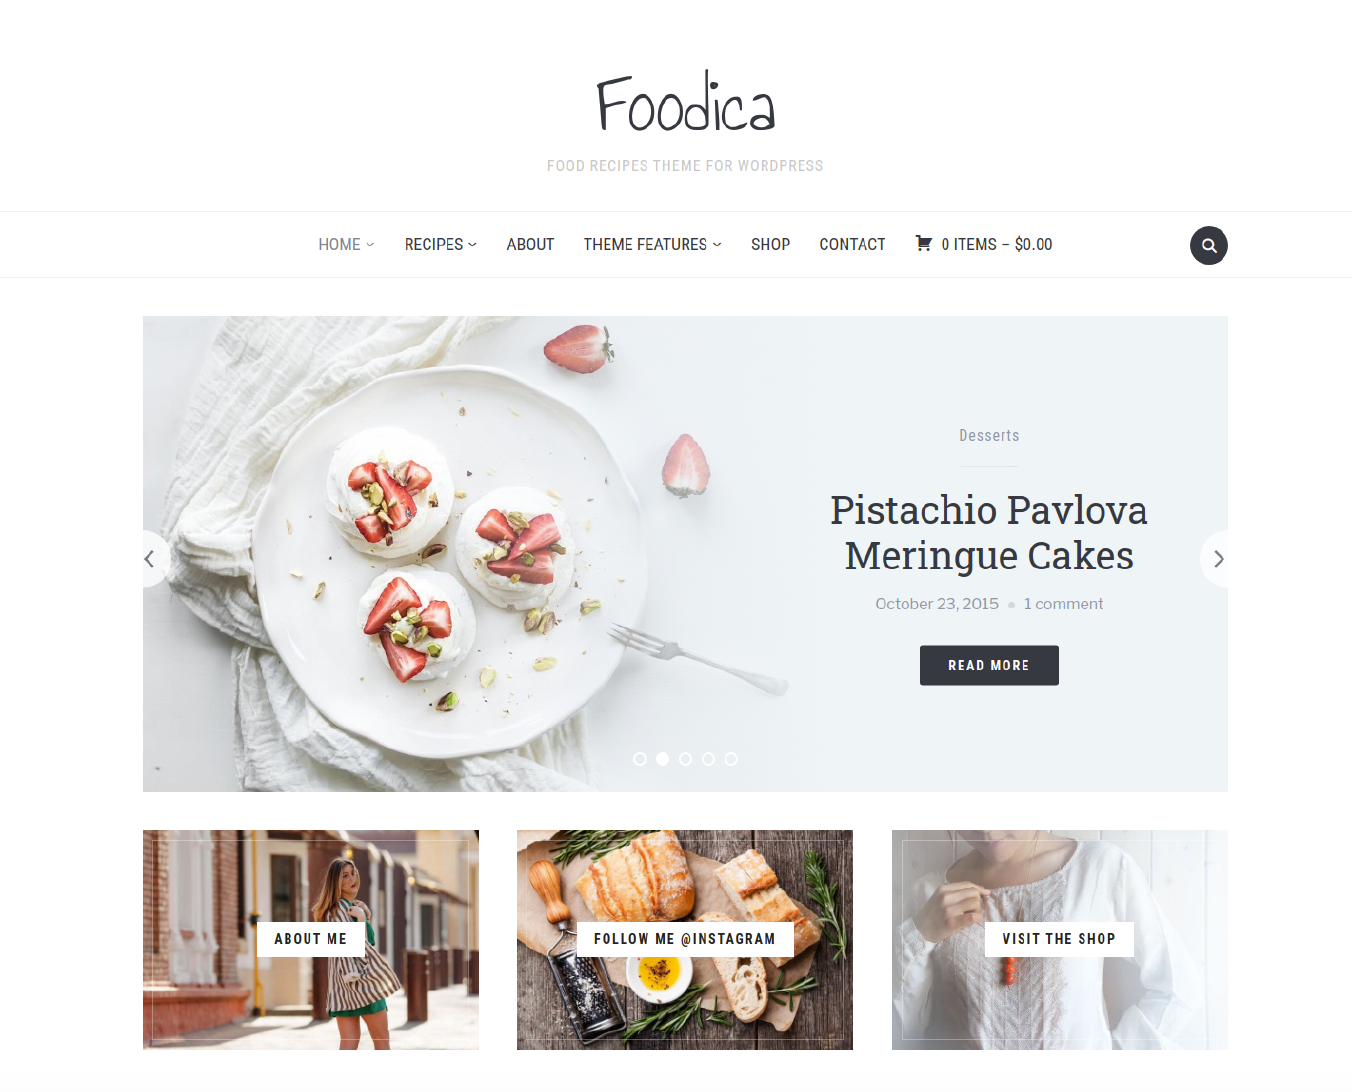 Foodica
FOOD RECIPES THEME FOR WORDPRESS
HOME RECIPES ABOUT THEME FEATURES SHOP CONTACT 0 ITEMS – $0.00
Desserts
Pistachio Pavlova
Meringue Cakes
October 23, 2015 • 1 comment
READ MORE
ABOUT ME
FOLLOW ME @INSTAGRAM
VISIT THE SHOP